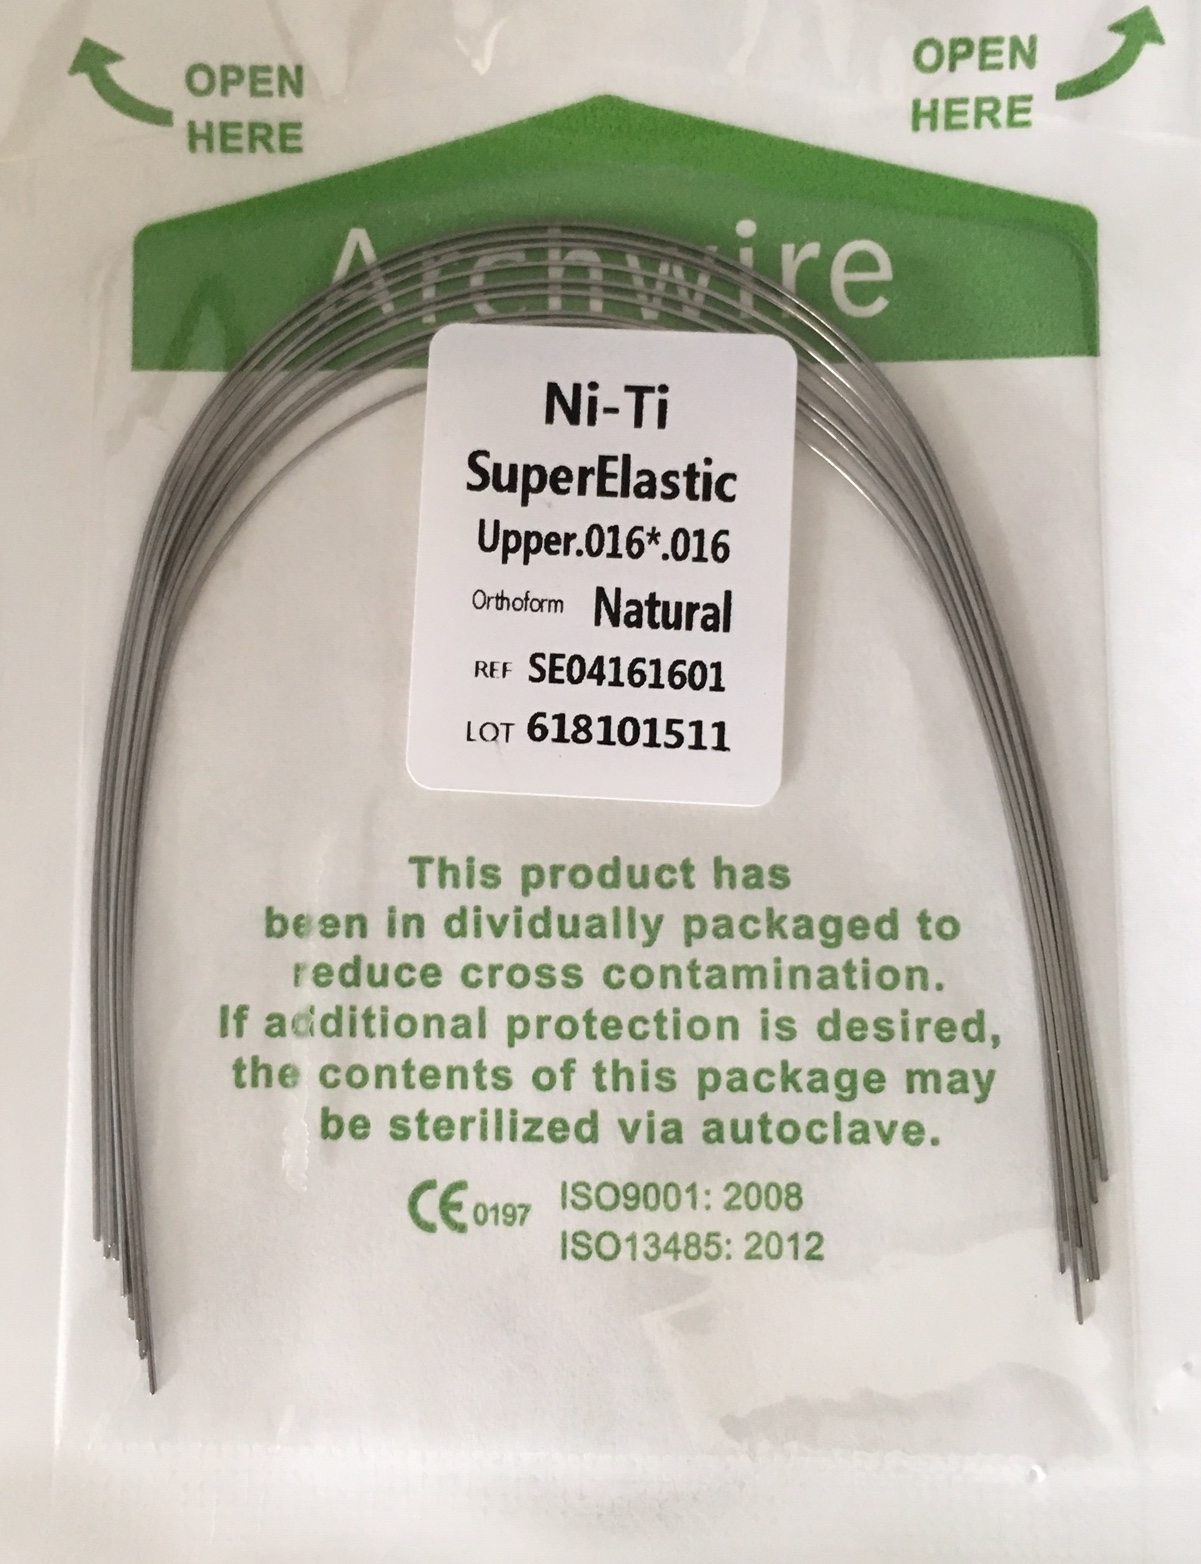 OPEN
HERE
OPEN
HERE
Archwire
Ni-Ti
SuperElastic
Upper.016*.016
Orthoform Natural
REF SE04161601
LOT 618101511
This product has
been in dividually packaged to
reduce cross contamination.
If additional protection is desired,
the contents of this package may
be sterilized via autoclave.
CE 0197 ISO9001: 2008
ISO13485: 2012